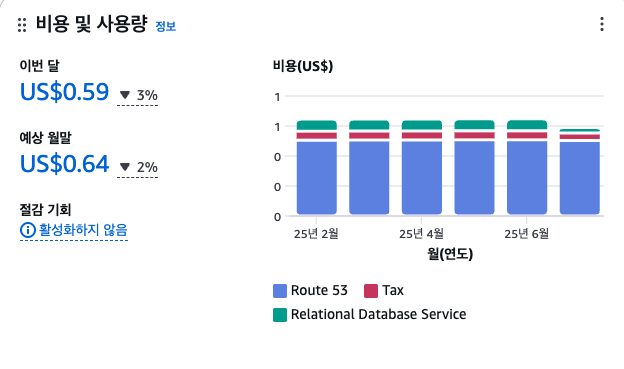 비용 및 사용량 정보
이번 달
US$0.59 ▼ 3%
예상 월말
US$0.64 ▼ 2%
절감 기회
활성화하지 않음
비용(US$)
1
1
0
0
0
25년 2월 25년 4월 25년 6월
월(연도)
Route 53 Tax
Relational Database Service